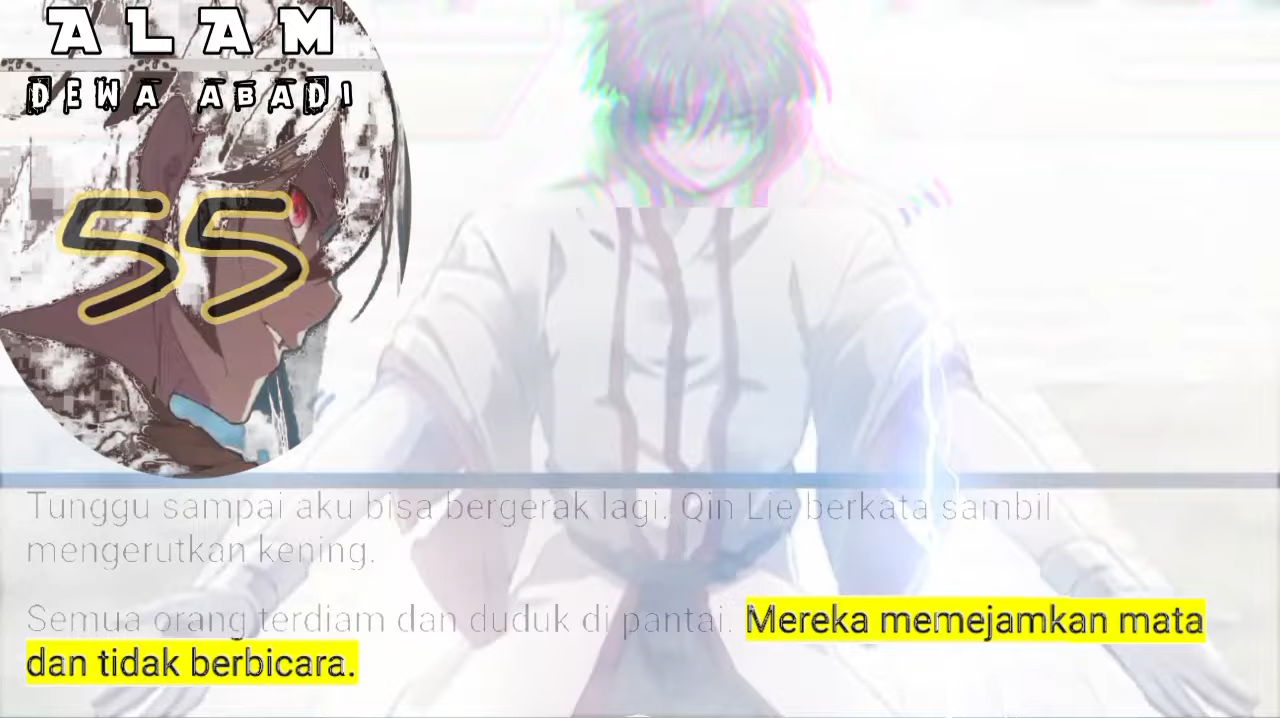 ALAM
DEWA ABADI
55
Tunggu sampai aku bisa bergerak lagi. Qin Lie berkata sambil
mengerutkan kening.
Semua orang terdiam dan duduk di pantai. Mereka memejamkan mata
dan tidak berbicara.